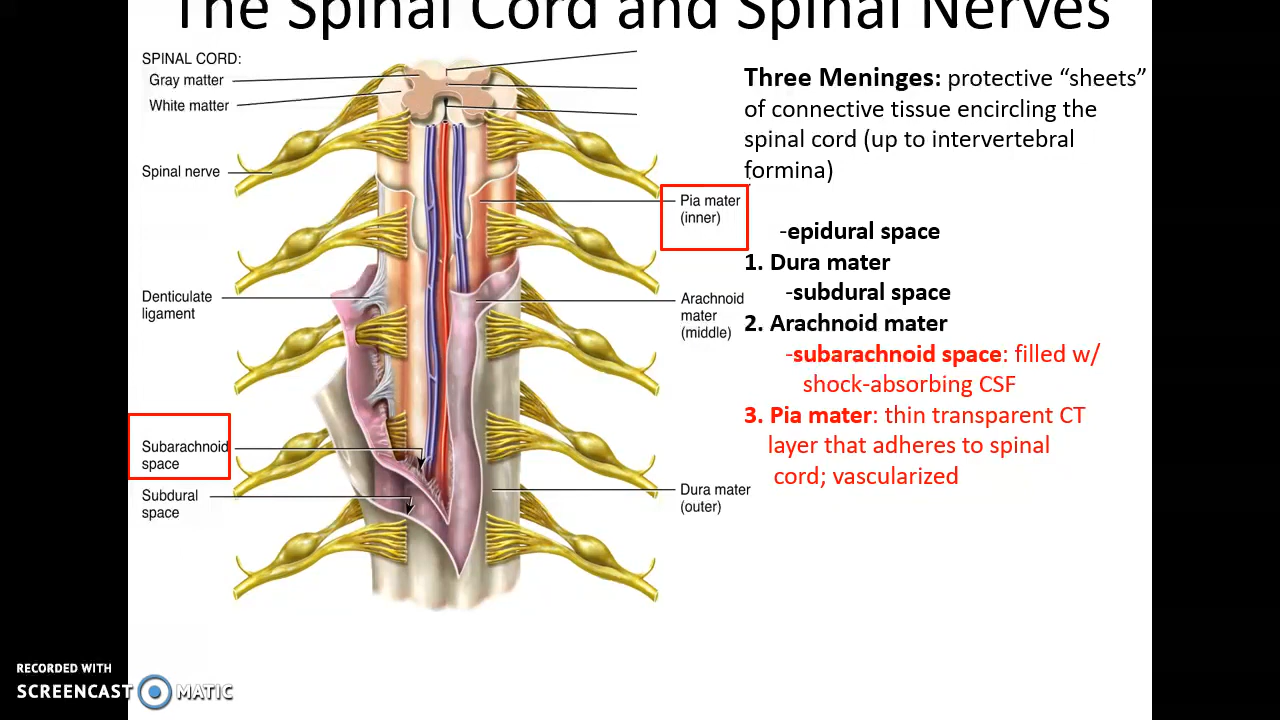 The Spinal Cord and Spinal Nerves
SPINAL CORD:
Gray matter
White matter
Spinal nerve
Denticulate
ligament
Subarachnoid
space
Subdural
space
Pia mater
(inner)
Arachnoid
mater
(middle)
Dura mater
(outer)
Three Meninges: protective “sheets”
of connective tissue encircling the
spinal cord (up to intervertebral
formina)
-epidural space
1. Dura mater
-subdural space
2. Arachnoid mater
-subarachnoid space: filled w/
shock-absorbing CSF
3. Pia mater: thin transparent CT
layer that adheres to spinal
cord; vascularized
RECORDED WITH
SCREENCAST MATIC